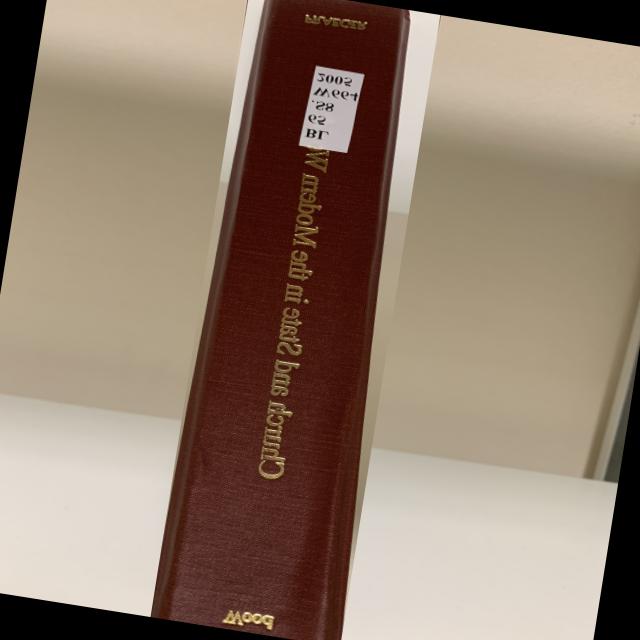 Wood
Church and State in the Modern W
BL
65
.S8
W664
2005
PRAEGER